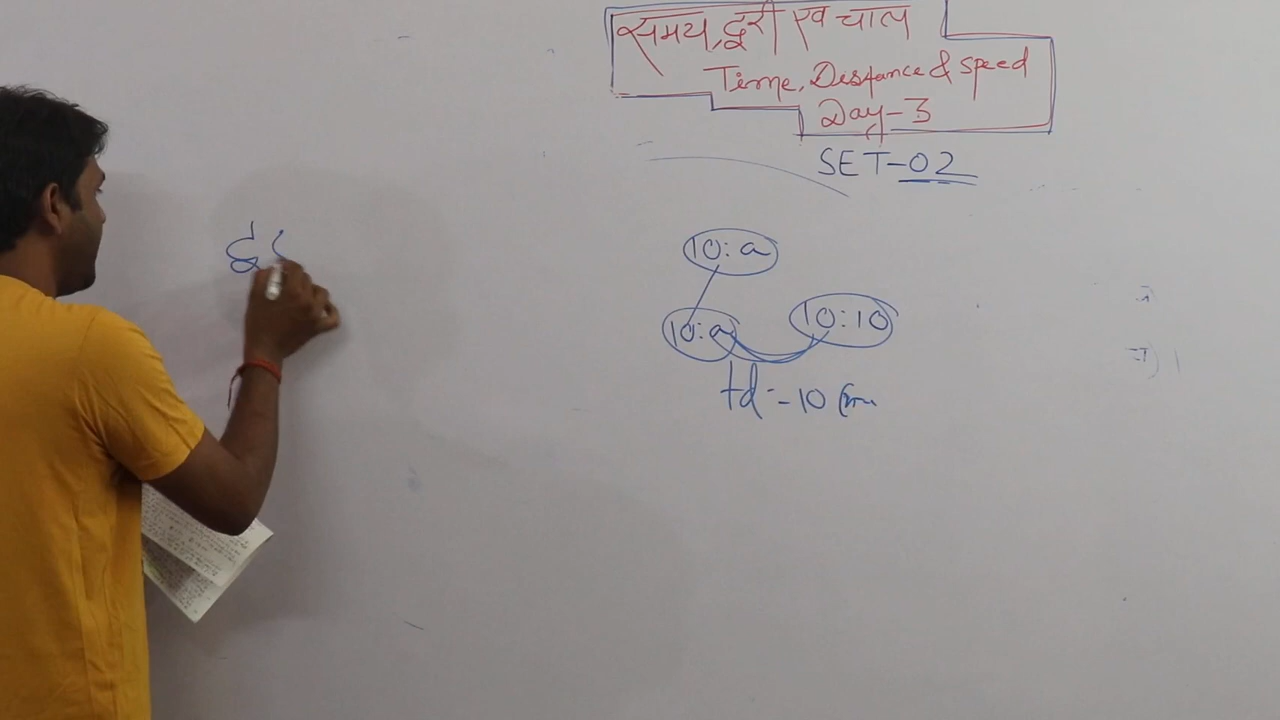 समय, दूरी एव चाल
Time, Distance & speed
Day-3
SET-02
10:a
10:a 10:10
td = 10